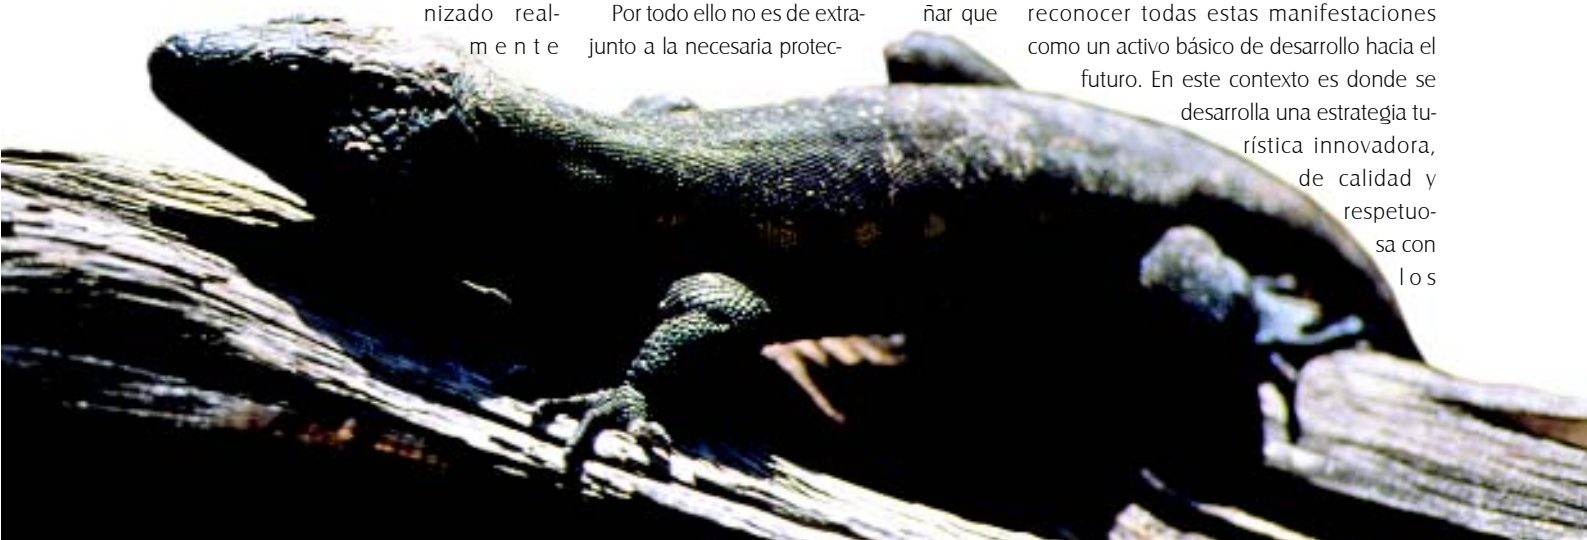 nizado real-
mente
Por todo ello no es de extra-
ñar que
junto a la necesaria protec-
reconocer todas estas manifestaciones
como un activo básico de desarrollo hacia el
futuro. En este contexto es donde se
desarrolla una estrategia tu-
rística innovadora,
de calidad y
respetuo-
sa con
los